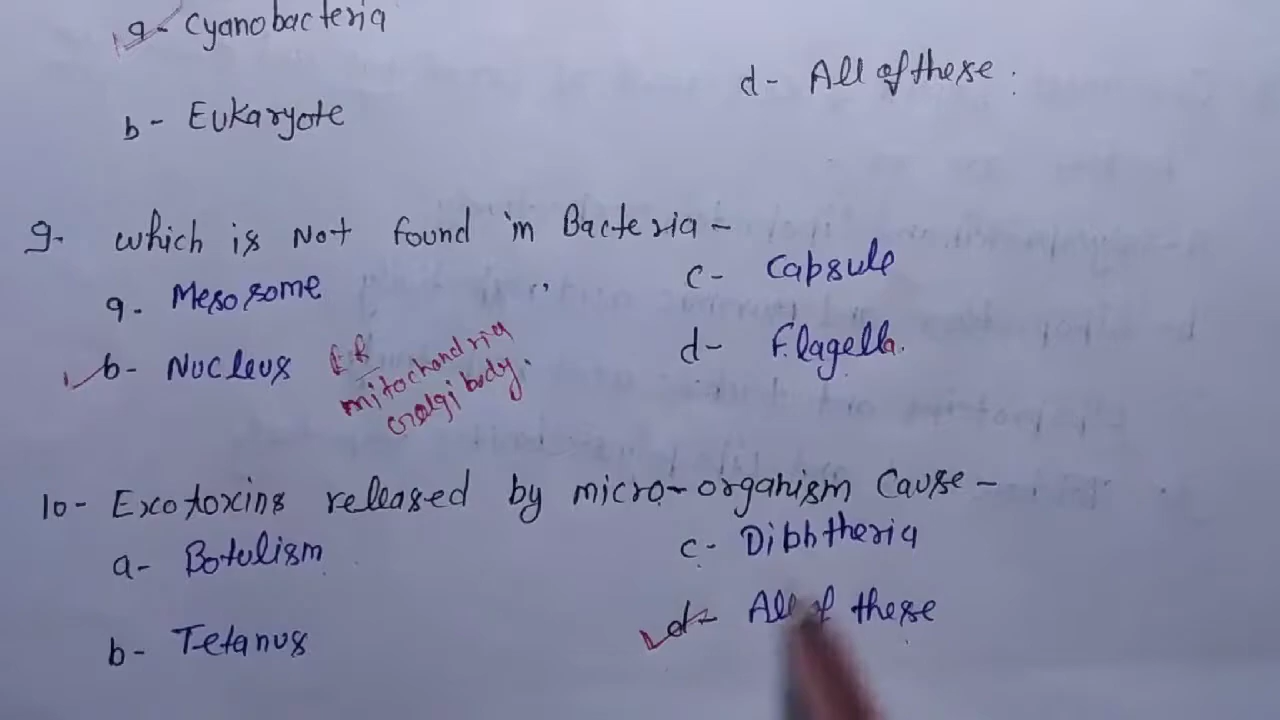 a- Cyanobacteria
d- All of these.
b- Eukaryote
9- which is Not found in Bacteria-
a- Mesosome
c- Capsule
b- Nucleus
d- Flagella.
ER
mitochondria
Golgi body.
10- Exotoxins released by micro-organism Cause-
a- Botulism
c- Diphtheria
b- Tetanus
d- All of these